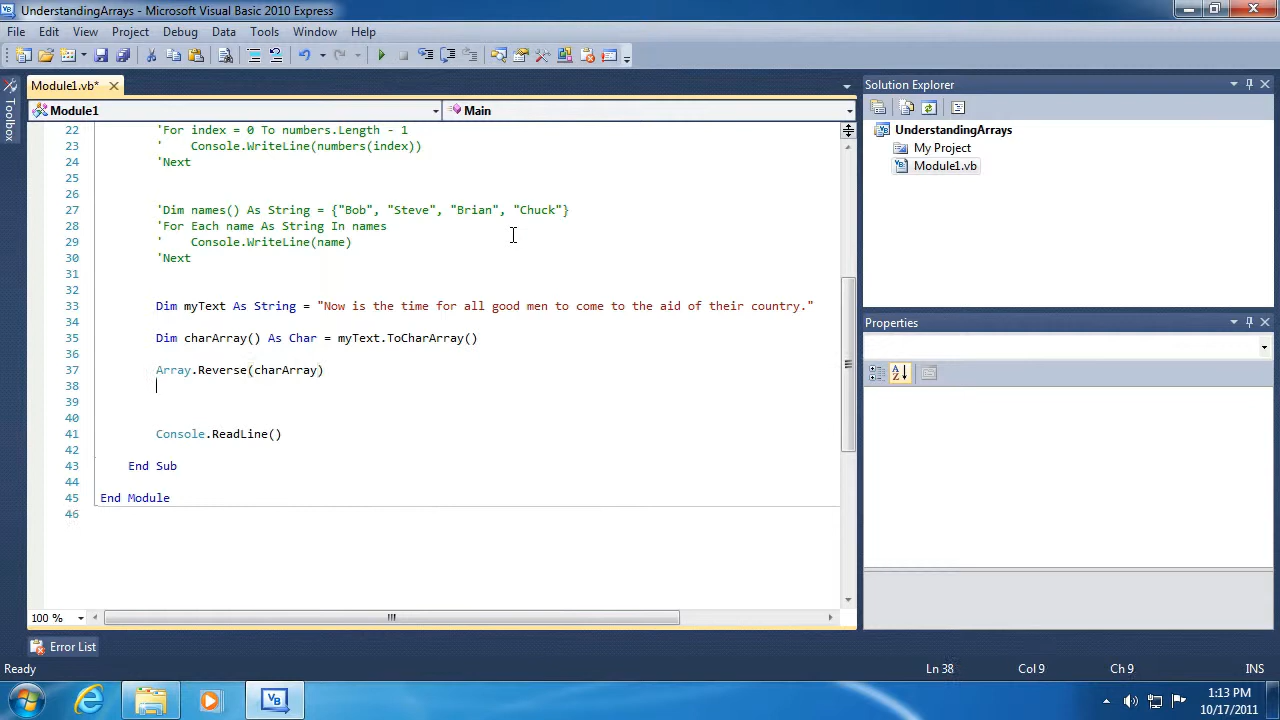 UnderstandingArrays - Microsoft Visual Basic 2010 Express
File Edit View Project Debug Data Tools Window Help
Module1.vb*
Module1
Main
22 'For index = 0 To numbers.Length - 1
23 '    Console.WriteLine(numbers(index))
24 'Next
25
26
27 'Dim names() As String = {"Bob", "Steve", "Brian", "Chuck"}
28 'For Each name As String In names
29 '    Console.WriteLine(name)
30 'Next
31
32
33 Dim myText As String = "Now is the time for all good men to come to the aid of their country."
34
35 Dim charArray() As Char = myText.ToCharArray()
36
37 Array.Reverse(charArray)
38
39
40
41 Console.ReadLine()
42
43 End Sub
44
45 End Module
46
100 %
Toolbox
Solution Explorer
UnderstandingArrays
My Project
Module1.vb
Properties
Error List
Ready
Ln 38
Col 9
Ch 9
INS
1:13 PM
10/17/2011